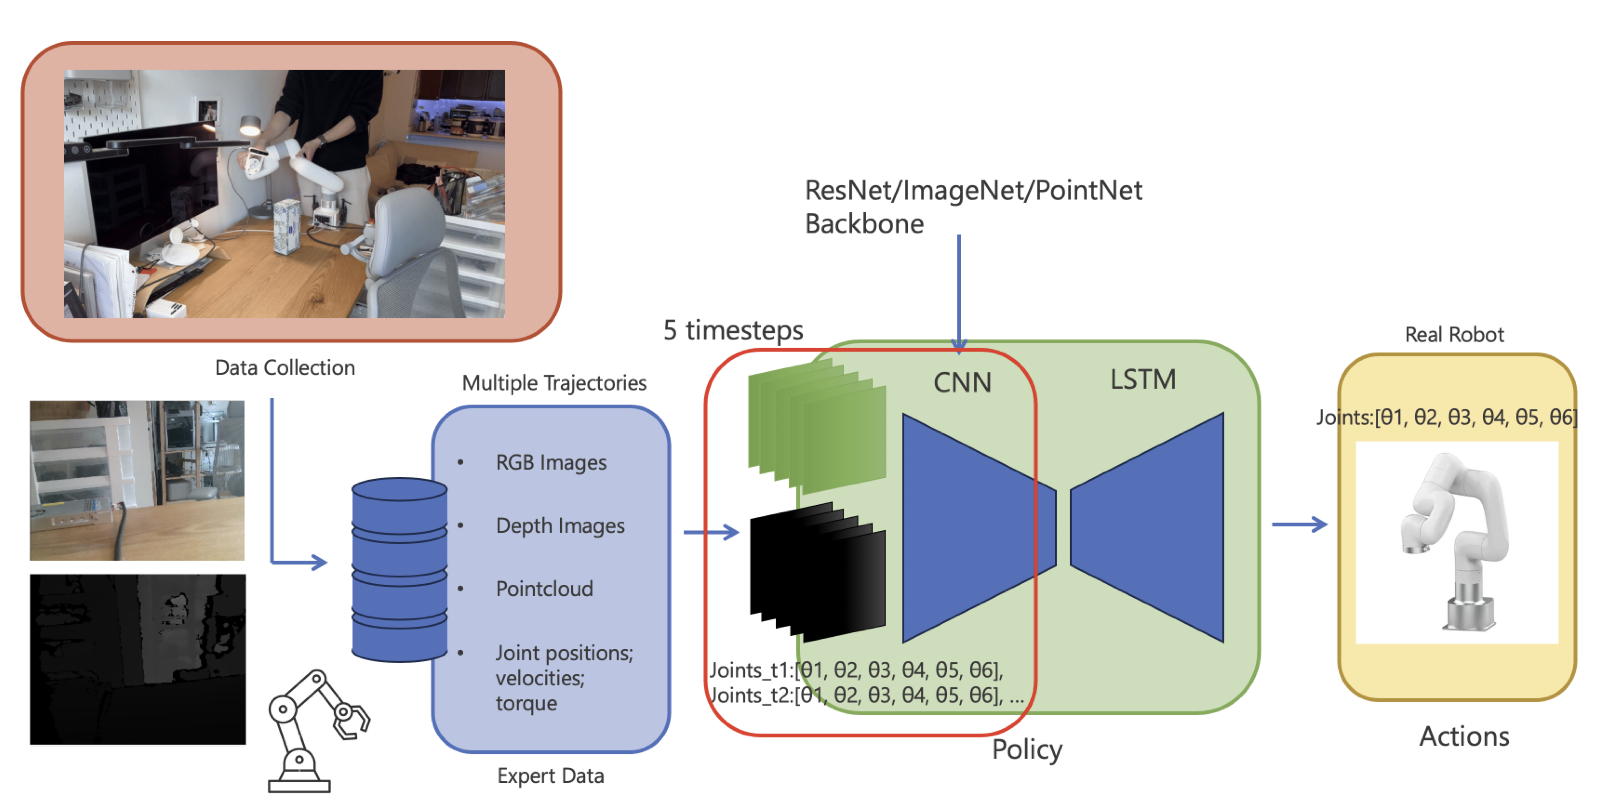 Data Collection
Multiple Trajectories
• RGB Images
• Depth Images
• Pointcloud
• Joint positions;
velocities;
torque
Expert Data
5 timesteps
ResNet/ImageNet/PointNet
Backbone
CNN
LSTM
Joints_t1:[θ1, θ2, θ3, θ4, θ5, θ6],
Joints_t2:[θ1, θ2, θ3, θ4, θ5, θ6], ...
Policy
Real Robot
Joints:[θ1, θ2, θ3, θ4, θ5, θ6]
Actions